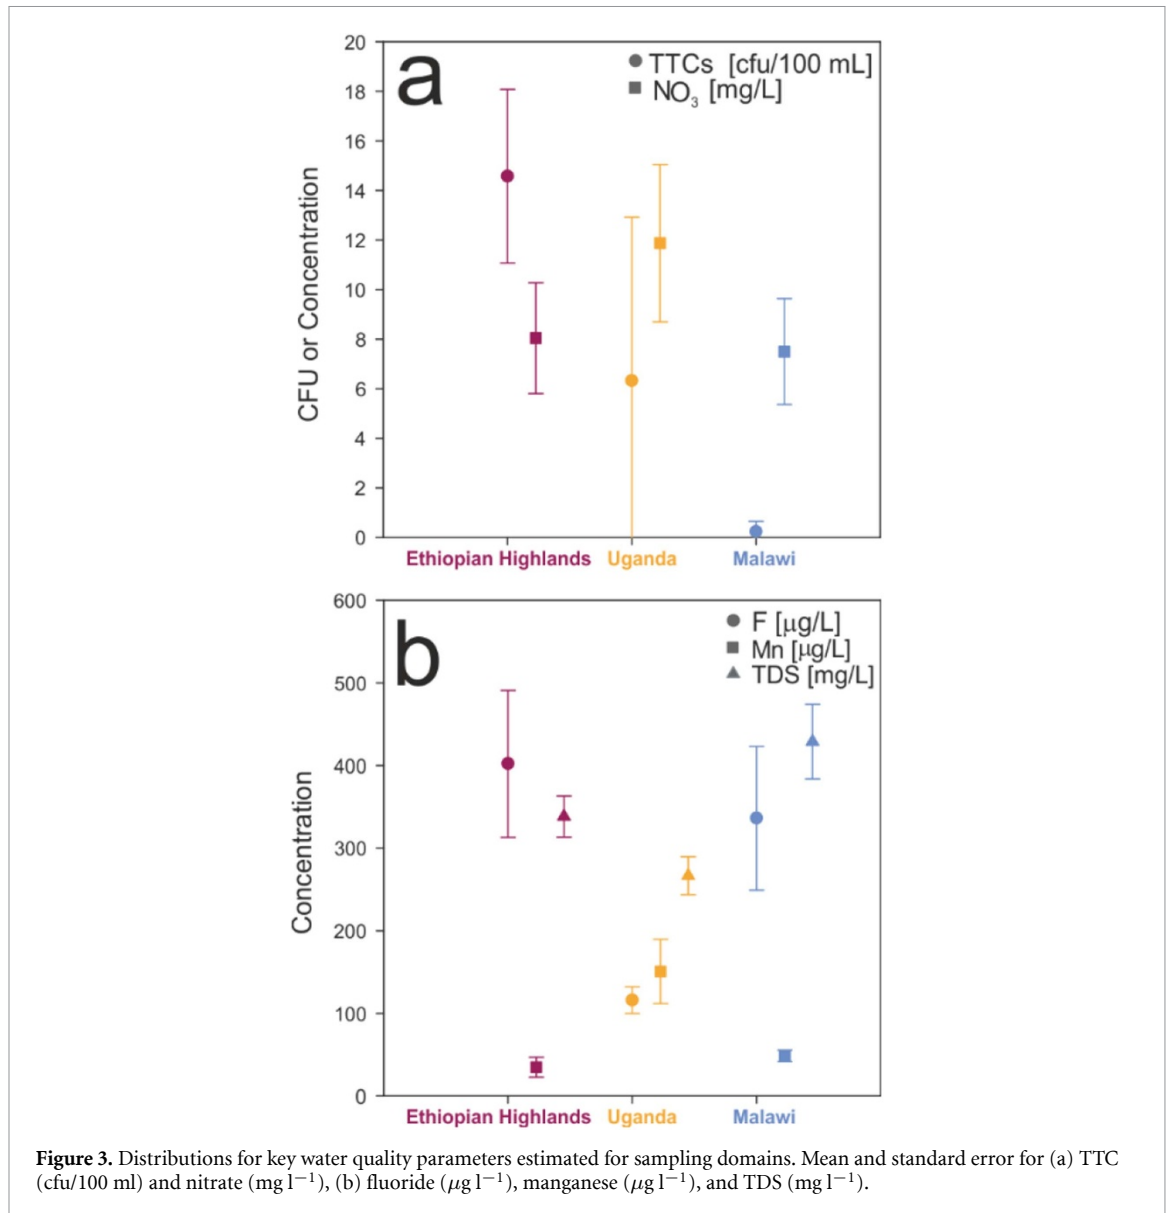 a
TTCs [cfu/100 mL]
NO₃ [mg/L]
20
18
16
14
12
10
8
6
4
2
0
CFU or Concentration
Ethiopian Highlands Uganda Malawi
b
F [µg/L]
Mn [µg/L]
TDS [mg/L]
600
500
400
300
200
100
0
Concentration
Ethiopian Highlands Uganda Malawi
Figure 3. Distributions for key water quality parameters estimated for sampling domains. Mean and standard error for (a) TTC
(cfu/100 ml) and nitrate (mg l⁻¹), (b) fluoride (µg l⁻¹), manganese (µg l⁻¹), and TDS (mg l⁻¹).